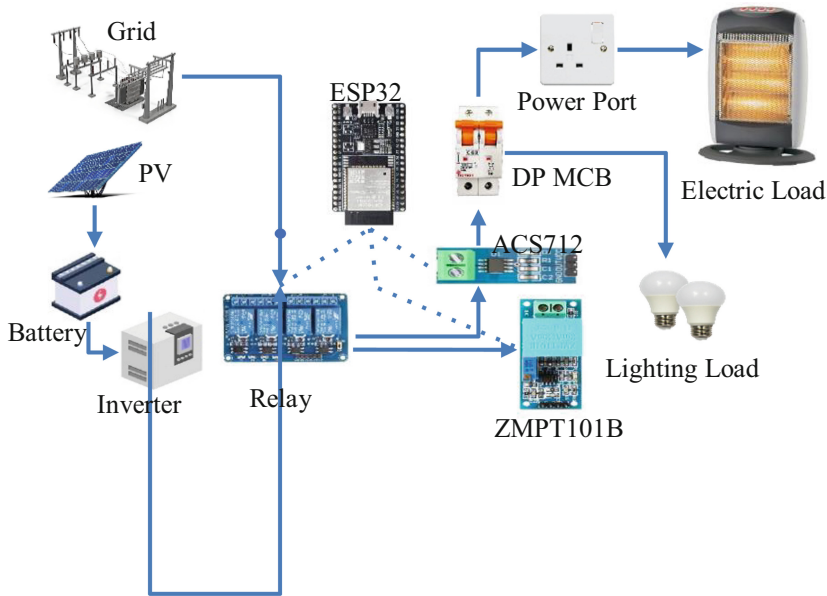 Grid
ESP32
Power Port
PV
DP MCB
Electric Load
ACS712
Battery
Inverter
Relay
Lighting Load
ZMPT101B